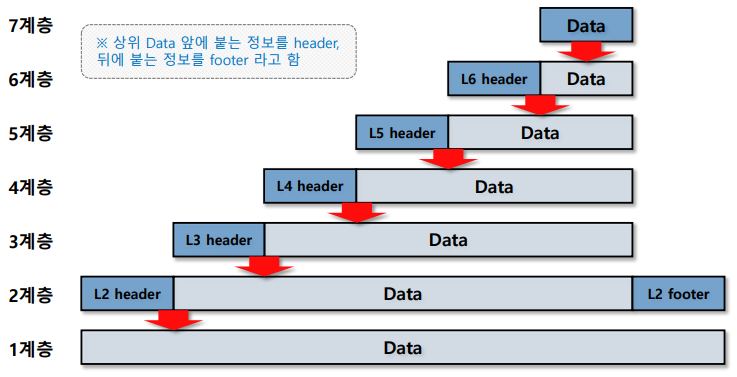 7계층
Data
※ 상위 Data 앞에 붙는 정보를 header,
뒤에 붙는 정보를 footer 라고 함
6계층
L6 header
Data
5계층
L5 header
Data
4계층
L4 header
Data
3계층
L3 header
Data
2계층
L2 header
Data
L2 footer
1계층
Data